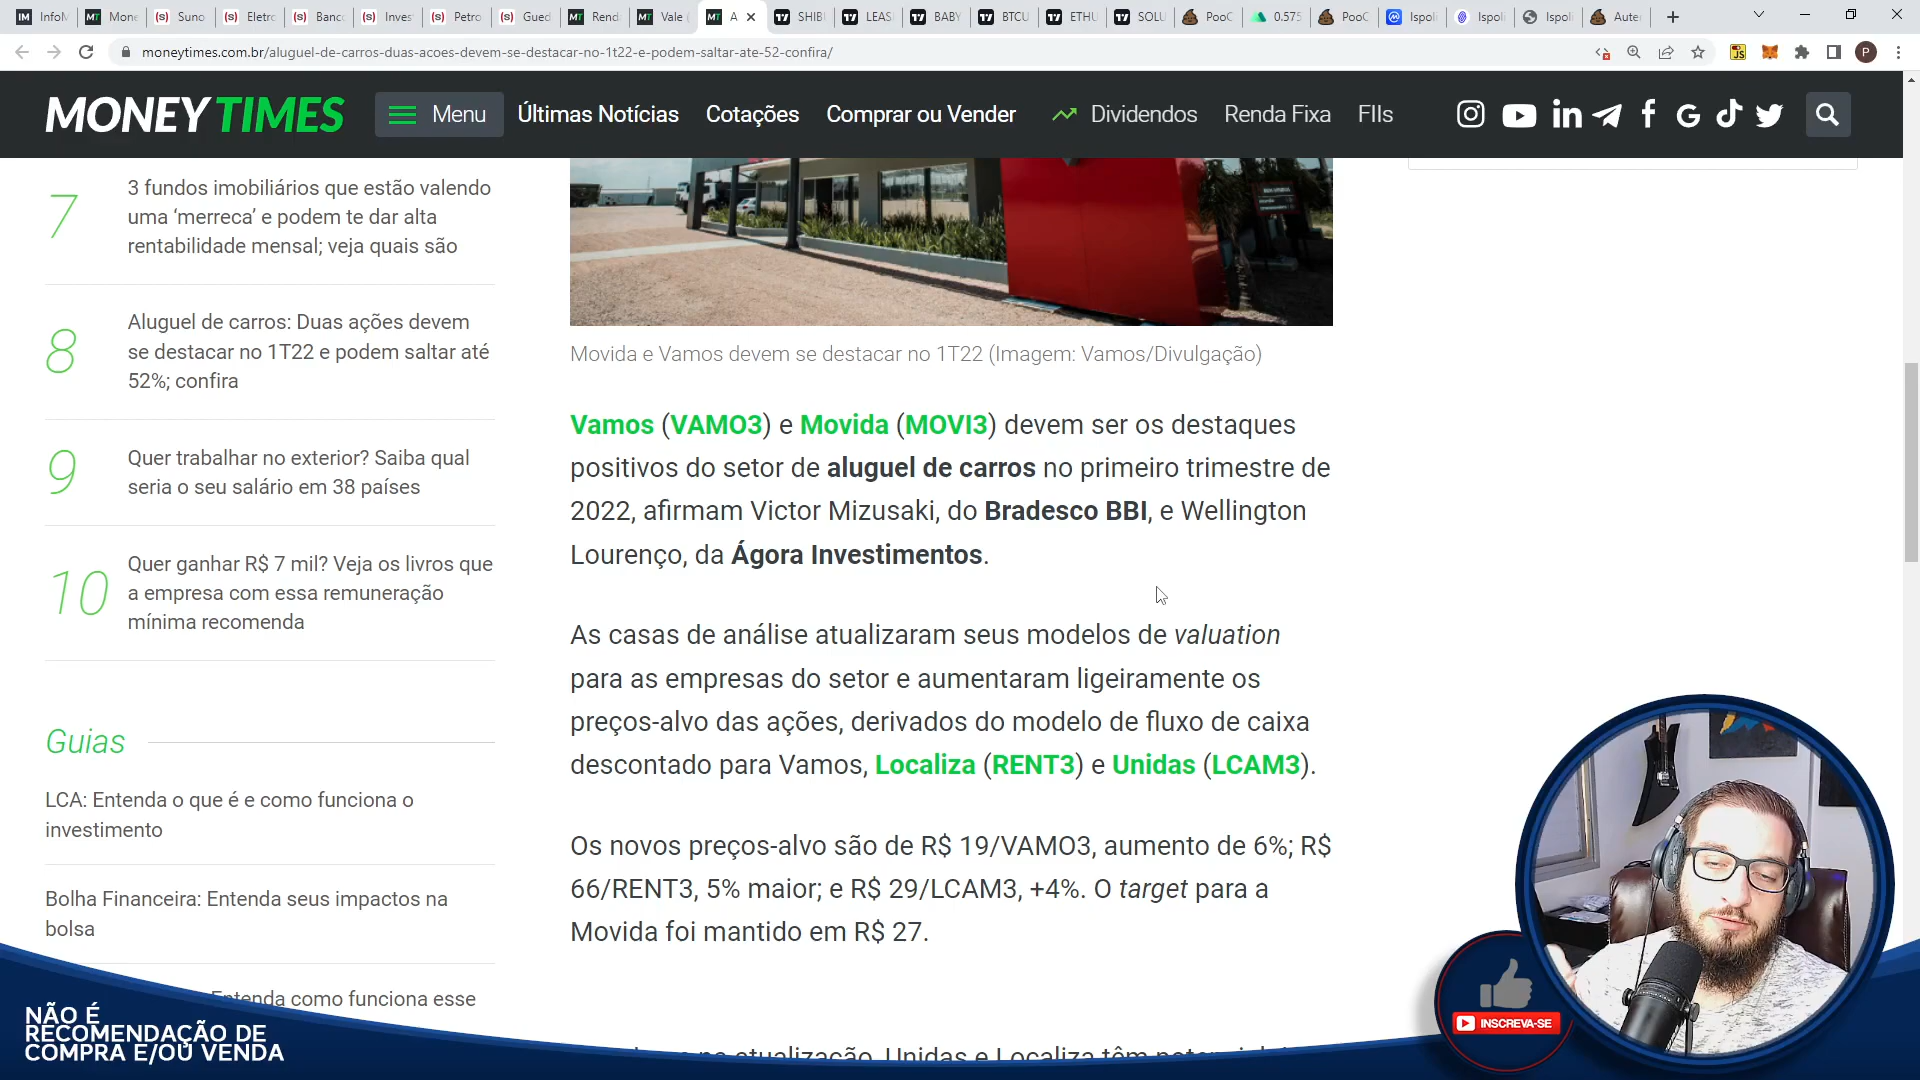 InfoM
Mone
Suno
Eletro
Banco
Inves
Petro
Gued
Renda
Vale (
A
SHIBI
LEAS
BABY
BTCU
ETHU
SOLU
PooC
0.575
PooC
Ispoli
Ispoli
Ispoli
Auter
moneytimes.com.br/aluguel-de-carros-duas-acoes-devem-se-destacar-no-1t22-e-podem-saltar-ate-52-confira/
MONEYTIMES
Menu
Últimas Notícias
Cotações
Comprar ou Vender
Dividendos
Renda Fixa
FIIs
7
3 fundos imobiliários que estão valendo
uma ‘merreca’ e podem te dar alta
rentabilidade mensal; veja quais são
8
Aluguel de carros: Duas ações devem
se destacar no 1T22 e podem saltar até
52%; confira
9
Quer trabalhar no exterior? Saiba qual
seria o seu salário em 38 países
10
Quer ganhar R$ 7 mil? Veja os livros que
a empresa com essa remuneração
mínima recomenda
Guias
LCA: Entenda o que é e como funciona o
investimento
Bolha Financeira: Entenda seus impactos na
bolsa
Entenda como funciona esse
Movida e Vamos devem se destacar no 1T22 (Imagem: Vamos/Divulgação)
Vamos (VAMO3) e Movida (MOVI3) devem ser os destaques
positivos do setor de aluguel de carros no primeiro trimestre de
2022, afirmam Victor Mizusaki, do Bradesco BBI, e Wellington
Lourenço, da Ágora Investimentos.
As casas de análise atualizaram seus modelos de valuation
para as empresas do setor e aumentaram ligeiramente os
preços-alvo das ações, derivados do modelo de fluxo de caixa
descontado para Vamos, Localiza (RENT3) e Unidas (LCAM3).
Os novos preços-alvo são de R$ 19/VAMO3, aumento de 6%; R$
66/RENT3, 5% maior; e R$ 29/LCAM3, +4%. O target para a
Movida foi mantido em R$ 27.
na atualização, Unidas e Localiza têm
NÃO É
RECOMENDAÇÃO DE
COMPRA E/OU VENDA
INSCREVA-SE